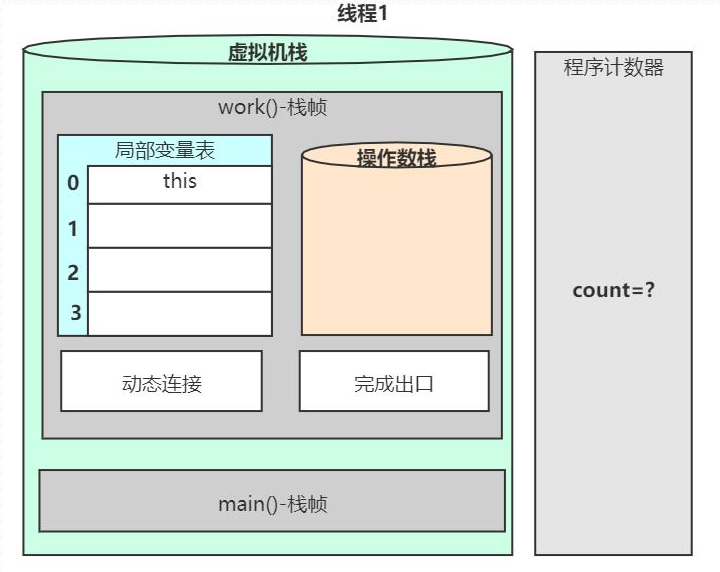 线程1
虚拟机栈
程序计数器
work()-栈帧
局部变量表
操作数栈
0
this
1
2
count=?
3
动态连接
完成出口
main()-栈帧